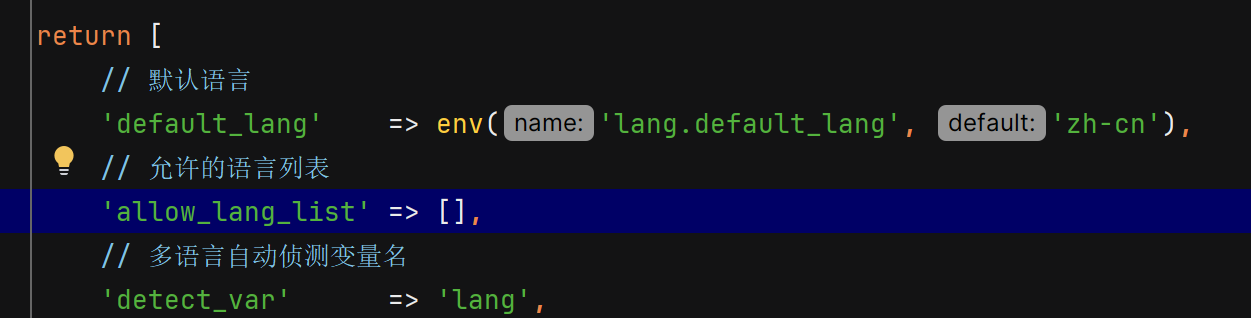 return [
// 默认语言
'default_lang' => env( name: 'lang.default_lang', default: 'zh-cn'),
// 允许的语言列表
'allow_lang_list' => [],
// 多语言自动侦测变量名
'detect_var' => 'lang',